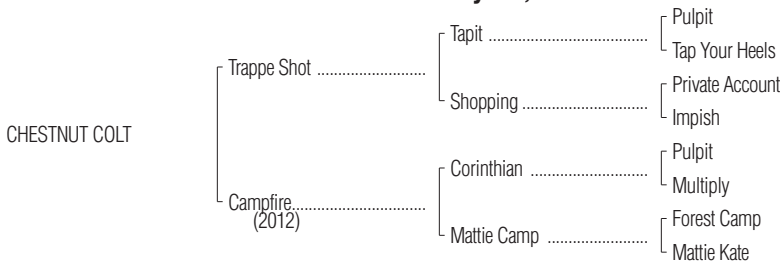 Pulpit
Tapit ........................................
Tap Your Heels
Trappe Shot ...........................
Private Account
Shopping ...............................
Impish
CHESTNUT COLT
Pulpit
Corinthian .............................
Multiply
Campfire.................................
(2012)
Forest Camp
Mattie Camp .........................
Mattie Kate